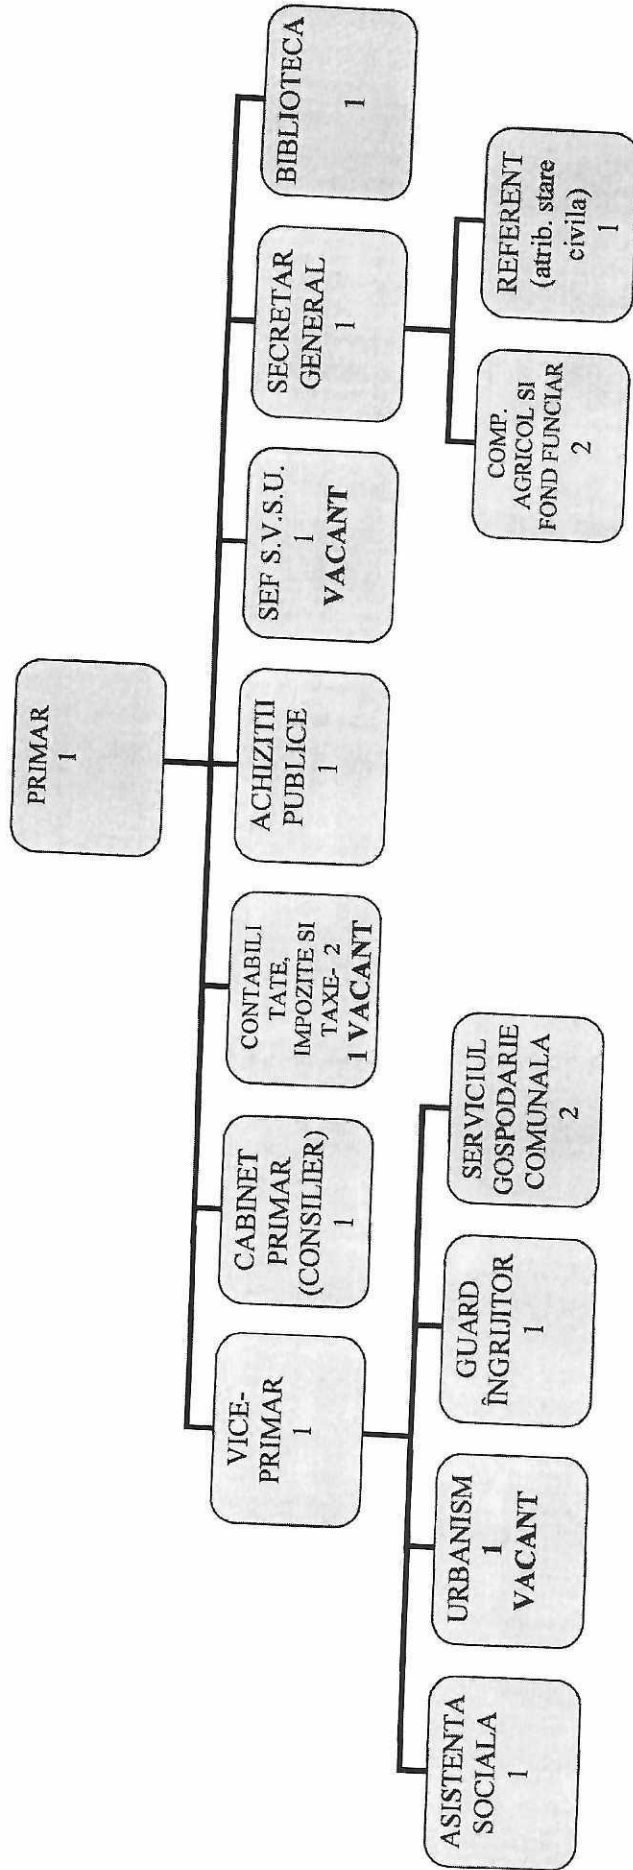 PRIMAR
1
VICE-
PRIMAR
1
CABINET
PRIMAR
(CONSILIER)
1
CONTABILI
TATE,
IMPOZITE SI
TAXE- 2
1 VACANT
ACHIZITII
PUBLICE
1
SEF S.V.S.U.
1
VACANT
SECRETAR
GENERAL
1
BIBLIOTECA
1
ASISTENTA
SOCIALA
1
URBANISM
1
VACANT
GUARD
ÎNGRIJITOR
1
SERVICIUL
GOSPODARIE
COMUNALA
2
COMP.
AGRICOL SI
FOND FUNCIAR
2
REFERENT
(atrib. stare
civila)
1